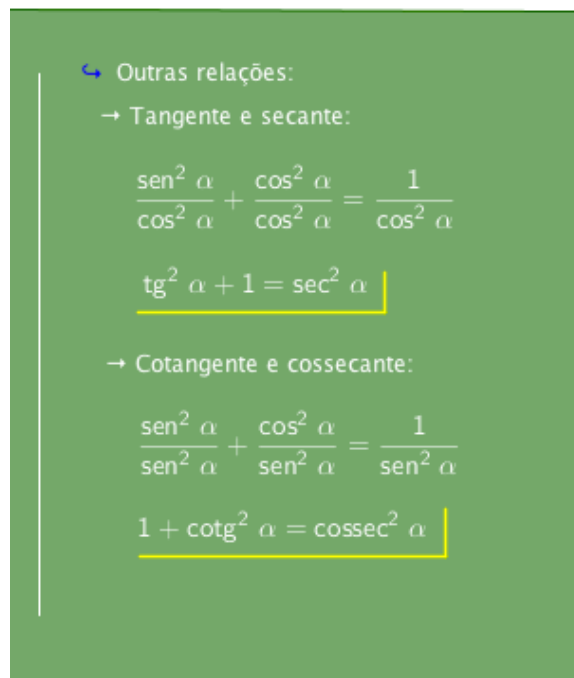 ↪ Outras relações:
→ Tangente e secante:
sen² α / cos² α + cos² α / cos² α = 1 / cos² α
tg² α + 1 = sec² α
→ Cotangente e cossecante:
sen² α / sen² α + cos² α / sen² α = 1 / sen² α
1 + cotg² α = cossec² α